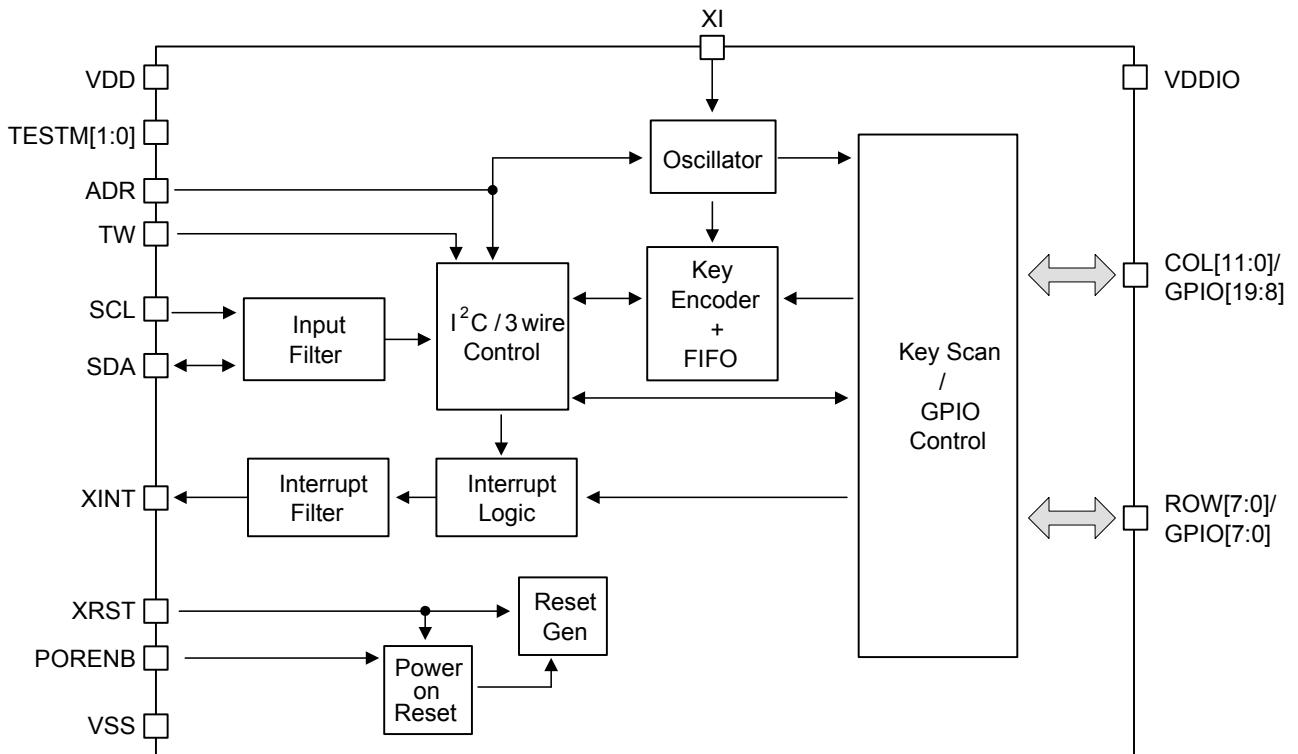 XI
VDD
VDDIO
TESTM[1:0]
Oscillator
ADR
TW
Key
Encoder
+
FIFO
COL[11:0]/
GPIO[19:8]
SCL
SDA
Input
Filter
I2C / 3 wire
Control
Key Scan
/
GPIO
Control
XINT
Interrupt
Filter
Interrupt
Logic
ROW[7:0]/
GPIO[7:0]
XRST
Reset
Gen
PORENB
Power
on
Reset
VSS